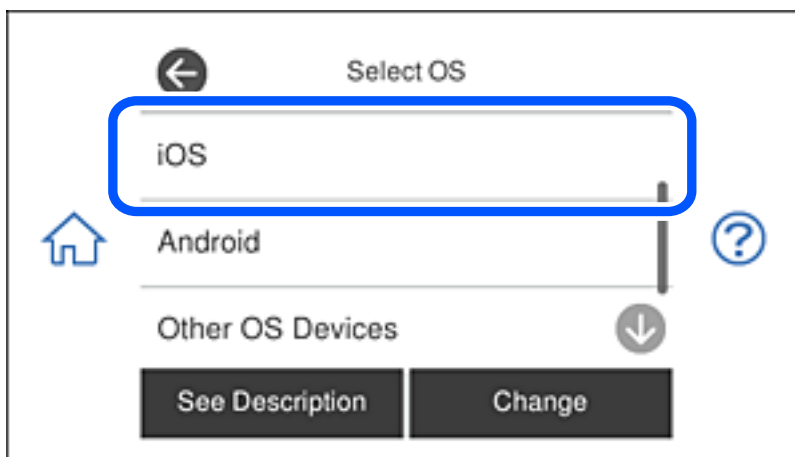 Select OS
iOS
Android
Other OS Devices
See Description
Change